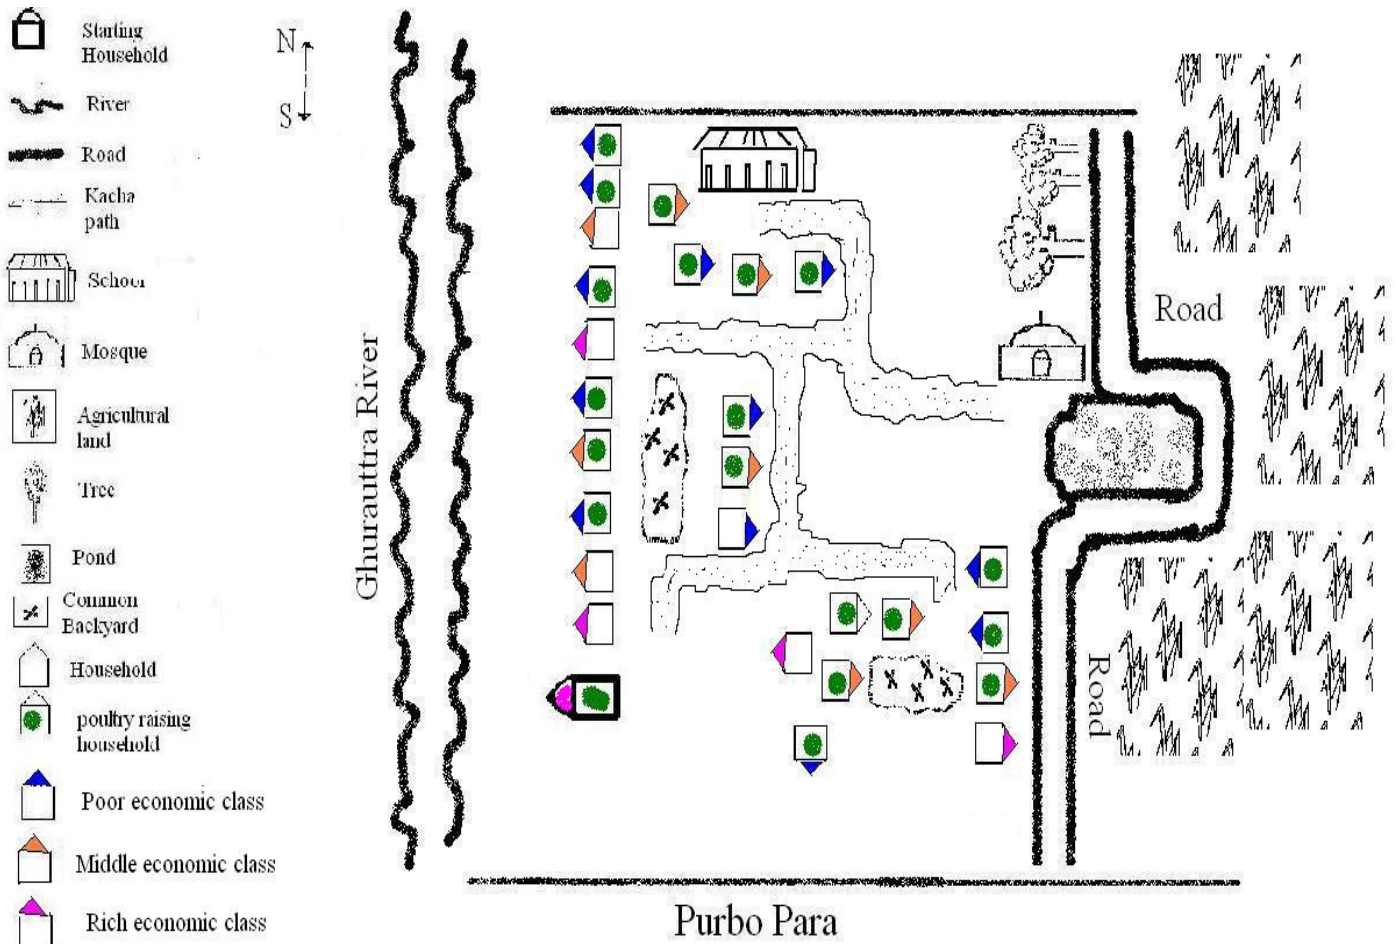 Starting
Household
River
Road
Kacha
path
School
Mosque
Agricultural
land
Tree
Pond
Common
Backyard
Household
poultry raising
household
Poor economic class
Middle economic class
Rich economic class
N
S
Ghurauttra River
Road
Road
Purbo Para